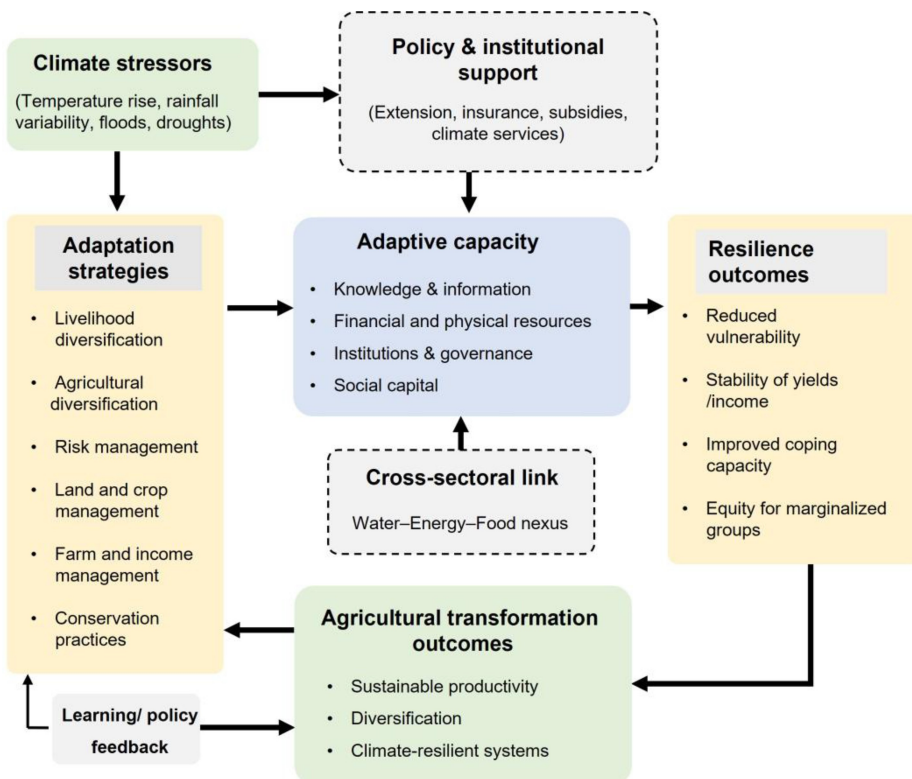 Climate stressors
(Temperature rise, rainfall
variability, floods, droughts)
Policy & institutional
support
(Extension, insurance, subsidies,
climate services)
Adaptation
strategies
• Livelihood
diversification
• Agricultural
diversification
• Risk management
• Land and crop
management
• Farm and income
management
• Conservation
practices
Adaptive capacity
• Knowledge & information
• Financial and physical resources
• Institutions & governance
• Social capital
Resilience
outcomes
• Reduced
vulnerability
• Stability of yields
/income
• Improved coping
capacity
• Equity for marginalized
groups
Cross-sectoral link
Water–Energy–Food nexus
Agricultural transformation
outcomes
• Sustainable productivity
• Diversification
• Climate-resilient systems
Learning/ policy
feedback